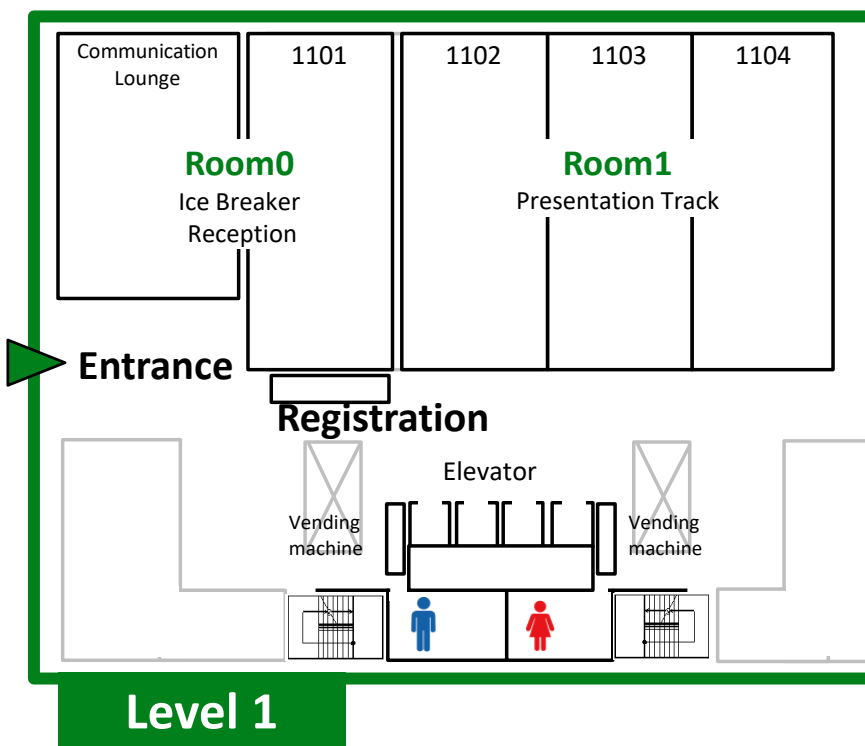 Communication
Lounge
1101
1102
1103
1104
Room0
Ice Breaker
Reception
Room1
Presentation Track
Entrance
Registration
Elevator
Vending
machine
Vending
machine
Level 1